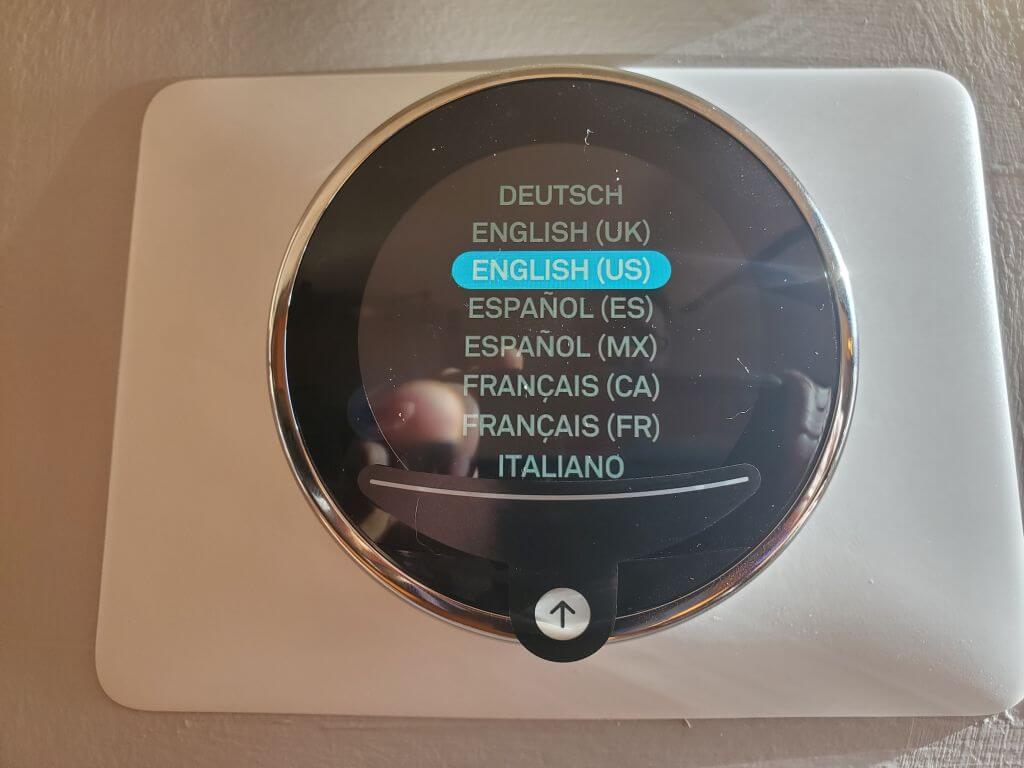 DEUTSCH
ENGLISH (UK)
ENGLISH (US)
ESPAÑOL (ES)
ESPAÑOL (MX)
FRANÇAIS (CA)
FRANÇAIS (FR)
ITALIANO